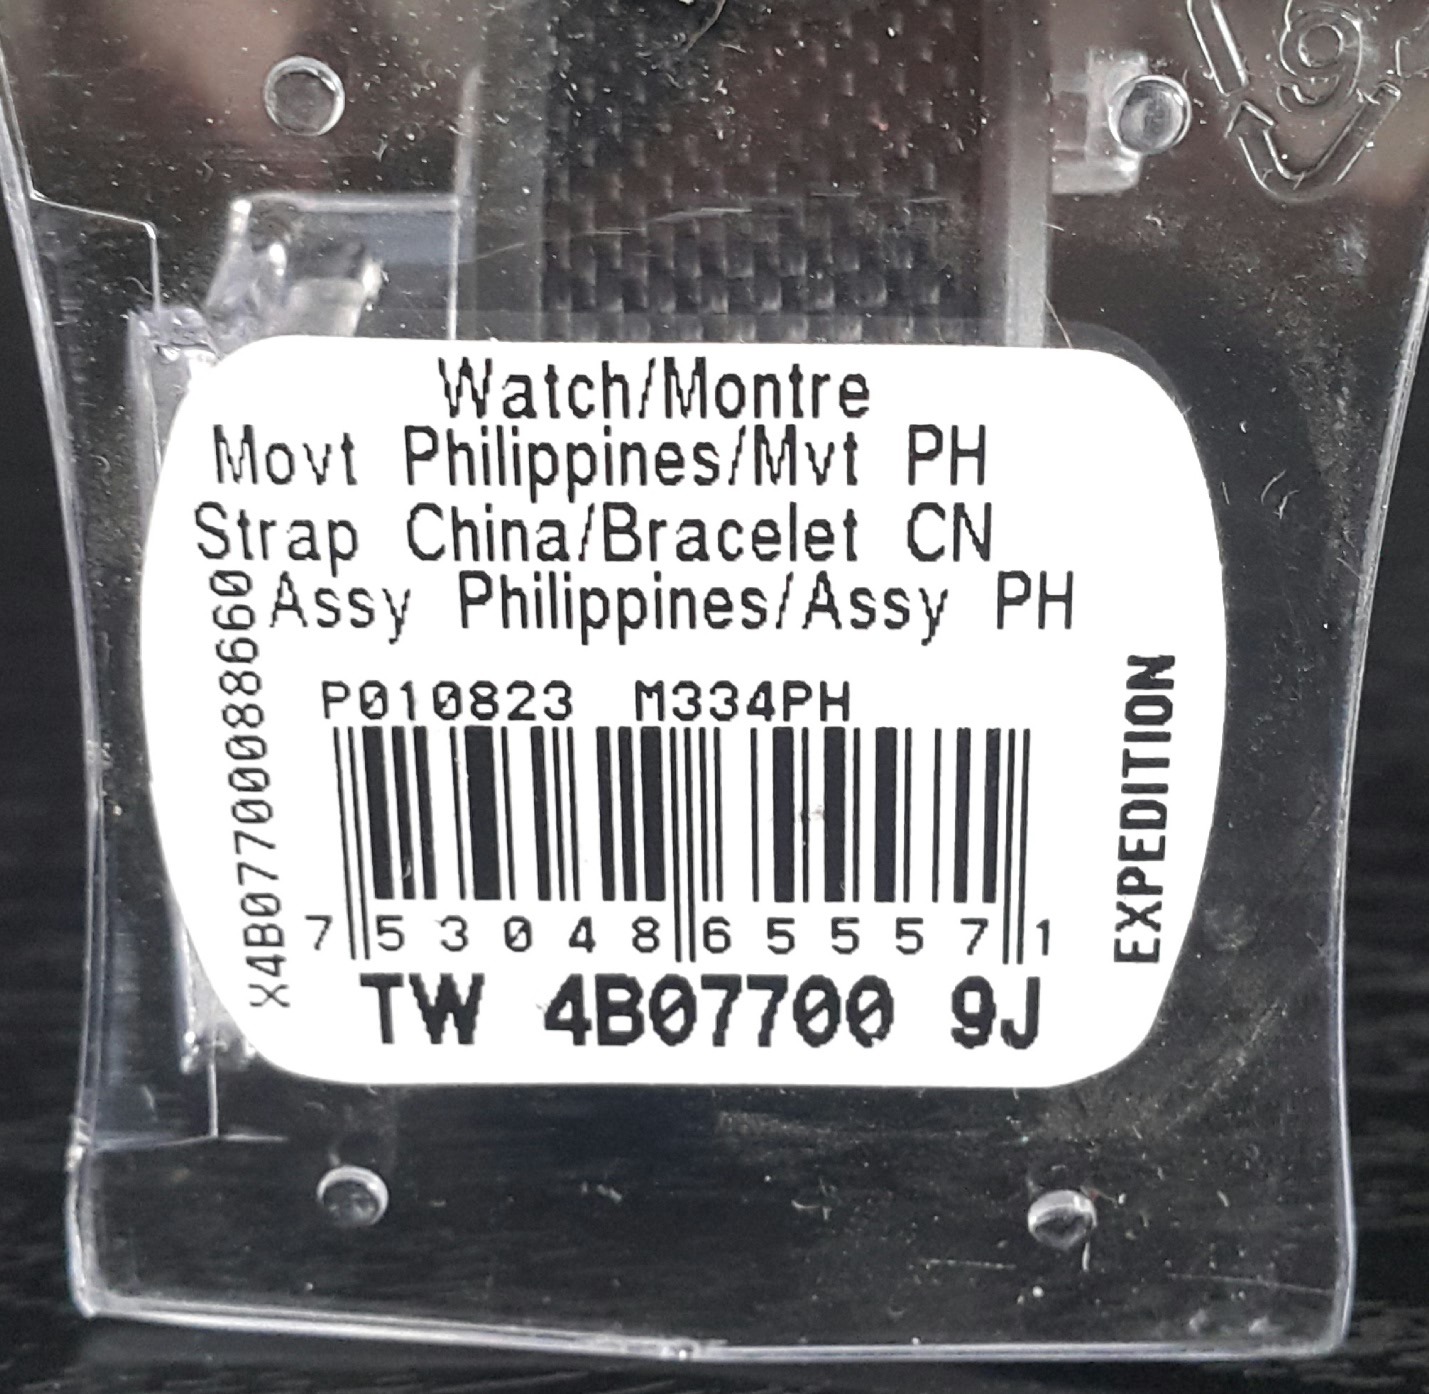 Watch/Montre
Movt Philippines/Mvt PH
Strap China/Bracelet CN
Assy Philippines/Assy PH
X4B07700088660
P010823 M334PH
EXPEDITION
7 53048 65557 1
TW 4B07700 9J